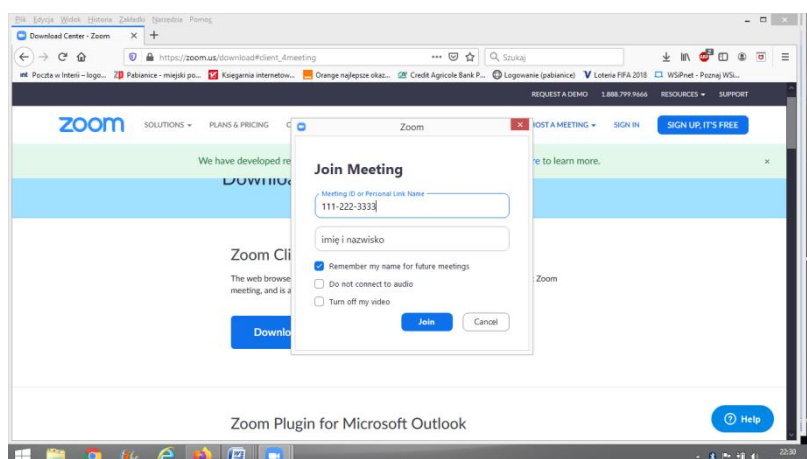 Plik Edycja Widok Historia Zakładki Narzędzia Pomoc
Download Center - Zoom
https://zoom.us/download#client_4meeting
Szukaj
Poczta w Interii – logo... Pabianice - miejski po... Księgarnia internetow... Orange najlepsze okaz... Credit Agricole Bank P... Logowanie (pabianice) Loteria FIFA 2018 WSiPnet - Poznaj WSi...
REQUEST A DEMO 1.888.799.9666 RESOURCES SUPPORT
zoom SOLUTIONS PLANS & PRICING C
OST A MEETING SIGN IN SIGN UP, IT'S FREE
We have developed re
re to learn more.
Zoom
Join Meeting
Meeting ID or Personal Link Name
111-222-3333
imię i nazwisko
Remember my name for future meetings
Do not connect to audio
Turn off my video
Join Cancel
Downloa
Zoom Cli
The web browse
Zoom
meeting, and is a
Downlo
Zoom Plugin for Microsoft Outlook
Help
22:30